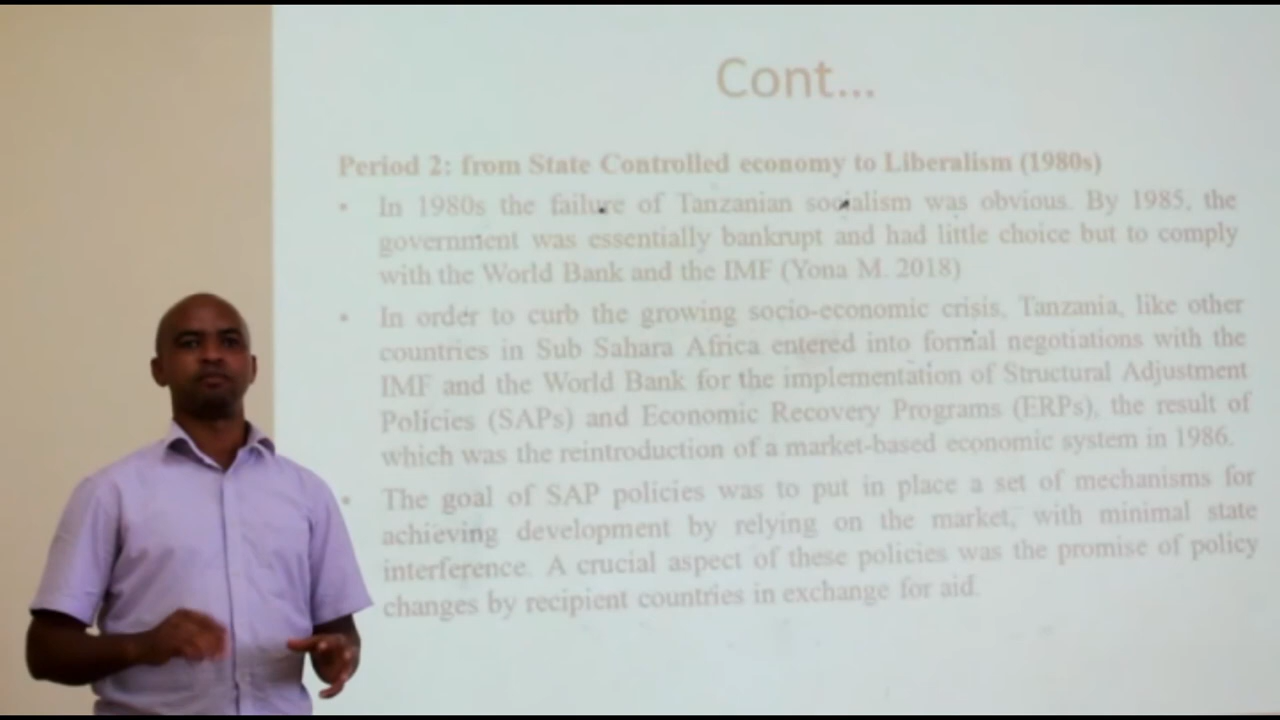 Cont...
Period 2: from State Controlled economy to Liberalism (1980s)
• In 1980s the failure of Tanzanian socialism was obvious. By 1985, the
government was essentially bankrupt and had little choice but to comply
with the World Bank and the IMF (Yona M. 2018)
• In order to curb the growing socio-economic crisis, Tanzania, like other
countries in Sub Sahara Africa entered into formal negotiations with the
IMF and the World Bank for the implementation of Structural Adjustment
Policies (SAPs) and Economic Recovery Programs (ERPs), the result of
which was the reintroduction of a market-based economic system in 1986.
• The goal of SAP policies was to put in place a set of mechanisms for
achieving development by relying on the market, with minimal state
interference. A crucial aspect of these policies was the promise of policy
changes by recipient countries in exchange for aid.